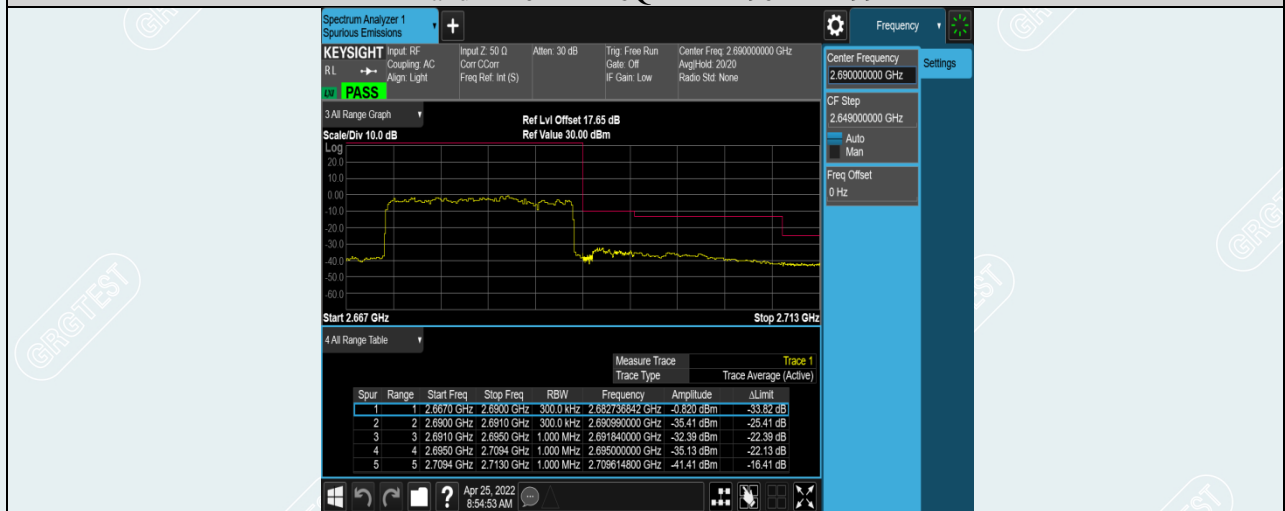 Spectrum Analyzer 1
Spurious Emissions
+
Frequency
KEYSIGHT Input: RF Input Z: 50 Ω Atten: 30 dB Trig: Free Run Center Freq: 2.690000000 GHz
RL Coupling: AC Corr CCorr Gate: Off Avg|Hold: 20/20
Align: Light Freq Ref: Int (S) IF Gain: Low Radio Std: None
LXI PASS
Center Frequency
2.690000000 GHz
Settings
CF Step
2.649000000 GHz
Auto
Man
Freq Offset
0 Hz
3 All Range Graph
Ref Lvl Offset 17.65 dB
Scale/Div 10.0 dB Ref Value 30.00 dBm
Log
20.0
10.0
0.00
-10.0
-20.0
-30.0
-40.0
-50.0
-60.0
Start 2.667 GHz Stop 2.713 GHz
4 All Range Table
Measure Trace Trace 1
Trace Type Trace Average (Active)
Spur Range Start Freq Stop Freq RBW Frequency Amplitude ΔLimit
1 1 2.6670 GHz 2.6900 GHz 300.0 kHz 2.682736842 GHz -0.820 dBm -33.82 dB
2 2 2.6900 GHz 2.6910 GHz 300.0 kHz 2.690990000 GHz -35.41 dBm -25.41 dB
3 3 2.6910 GHz 2.6950 GHz 1.000 MHz 2.691840000 GHz -32.39 dBm -22.39 dB
4 4 2.6950 GHz 2.7094 GHz 1.000 MHz 2.695000000 GHz -35.13 dBm -22.13 dB
5 5 2.7094 GHz 2.7130 GHz 1.000 MHz 2.709614800 GHz -41.41 dBm -16.41 dB
?
Apr 25, 2022
8:54:53 AM
GRGTEST
GRGTEST
GRGTEST